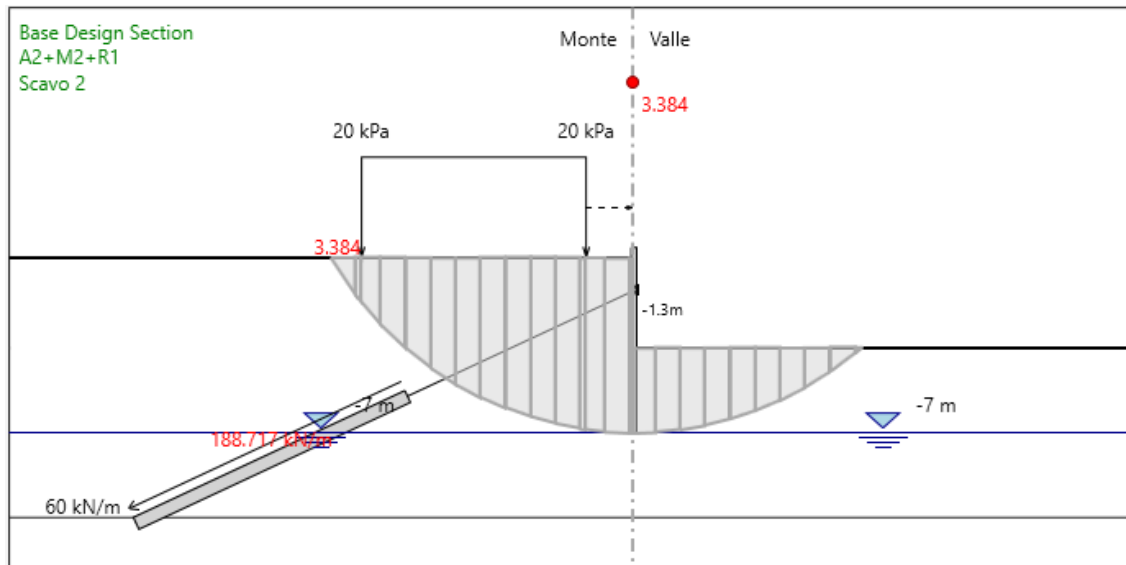 Base Design Section
A2+M2+R1
Scavo 2
Monte
Valle
3.384
20 kPa
20 kPa
3.384
-1.3m
-7 m
-7 m
188.717 kN/m
60 kN/m